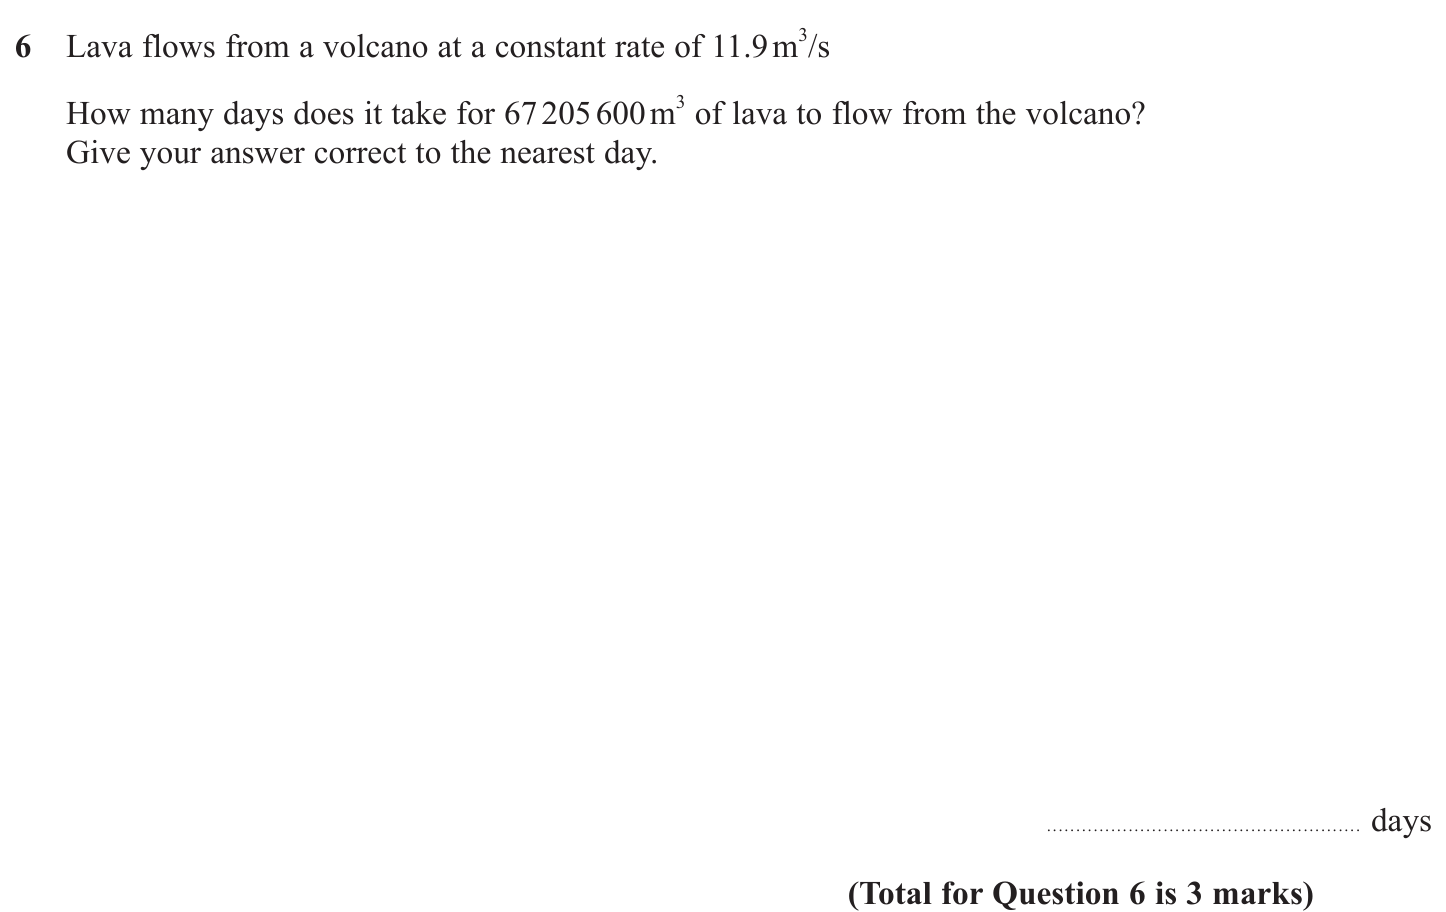 6 Lava flows from a volcano at a constant rate of 11.9 m³/s
How many days does it take for 67 205 600 m³ of lava to flow from the volcano?
Give your answer correct to the nearest day.
.................................................... days
(Total for Question 6 is 3 marks)